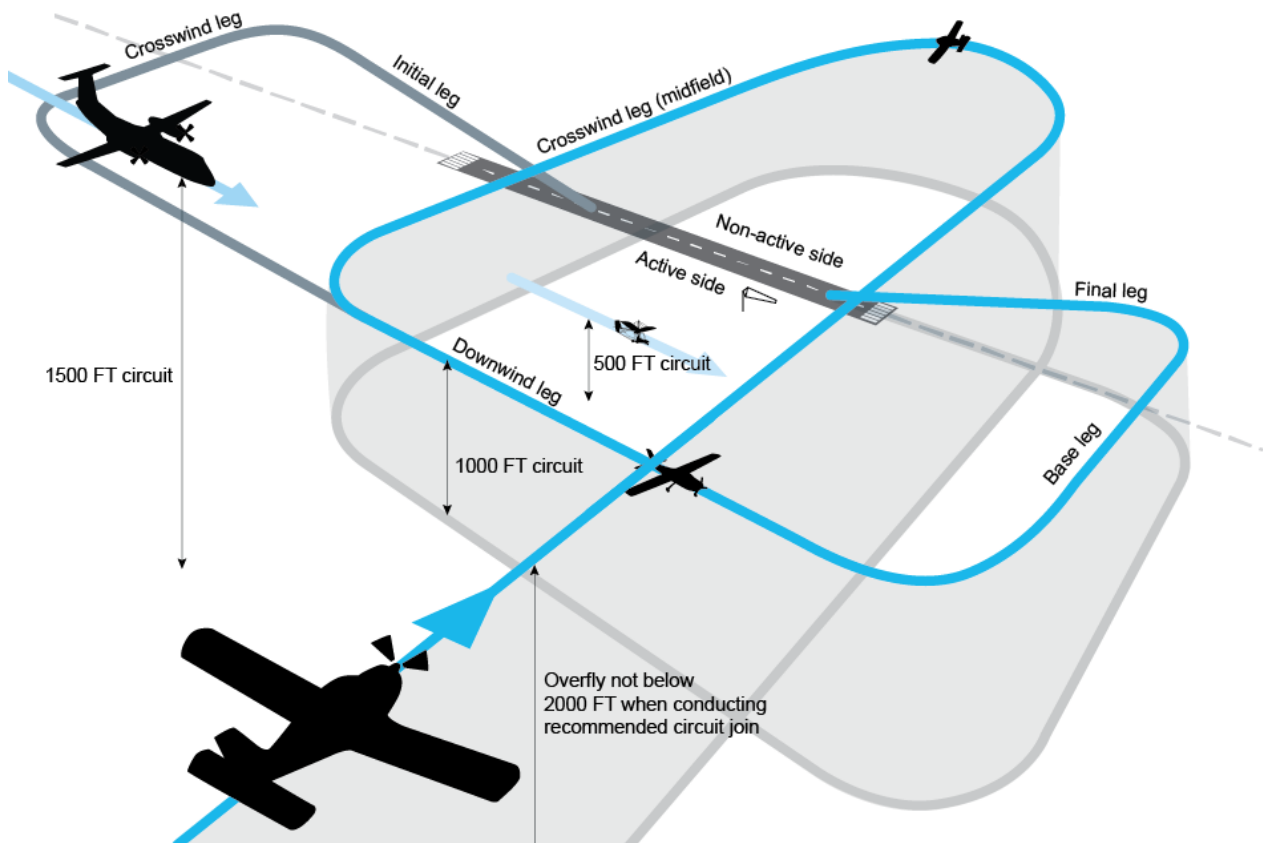 Crosswind leg
Initial leg
Crosswind leg (midfield)
Non-active side
Active side
Final leg
500 FT circuit
1500 FT circuit
Downwind leg
1000 FT circuit
Base leg
Overfly not below
2000 FT when conducting
recommended circuit join